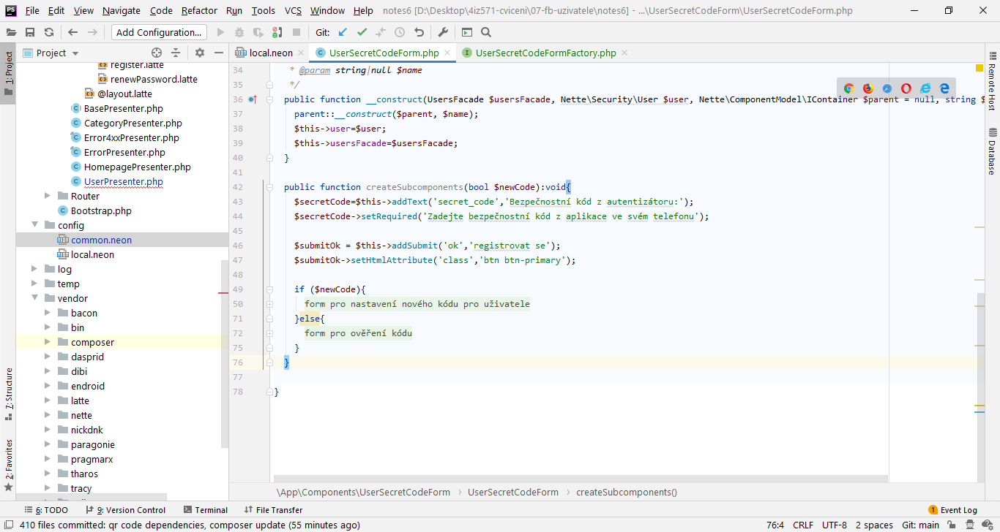 PS File Edit View Navigate Code Refactor Run Tools VCS Window Help notes6 [D:\Desktop\4iz571-cviceni\07-fb-uzivatele\notes6] - ...\UserSecretCodeForm\UserSecretCodeForm.php
Add Configuration... Git:
1: Project
7: Structure
2: Favorites
Project
register.latte
renewPassword.latte
@layout.latte
BasePresenter.php
CategoryPresenter.php
Error4xxPresenter.php
ErrorPresenter.php
HomepagePresenter.php
UserPresenter.php
Router
Bootstrap.php
config
common.neon
local.neon
log
temp
vendor
bacon
bin
composer
dasprid
dibi
endroid
latte
nette
nickdnk
paragonie
pragmarx
tharos
tracy
local.neon UserSecretCodeForm.php UserSecretCodeFormFactory.php
34 * @param string|null $name
35 */
36 public function __construct(UsersFacade $usersFacade, Nette\Security\User $user, Nette\ComponentModel\IContainer $parent = null, string $
37 parent::__construct($parent, $name);
38 $this->user=$user;
39 $this->usersFacade=$usersFacade;
40 }
41
42 public function createSubcomponents(bool $newCode):void{
43 $secretCode=$this->addText('secret_code','Bezpečnostní kód z autentizátoru:');
44 $secretCode->setRequired('Zadejte bezpečnostní kód z aplikace ve svém telefonu');
45
46 $submitOk = $this->addSubmit('ok','registrovat se');
47 $submitOk->setHtmlAttribute('class','btn btn-primary');
48
49 if ($newCode){
50 form pro nastavení nového kódu pro uživatele
71 }else{
72 form pro ověření kódu
75 }
76 }
77
78 }
Remote Host
Database
\App\Components\UserSecretCodeForm › UserSecretCodeForm › createSubcomponents()
6: TODO 9: Version Control Terminal File Transfer 1 Event Log
410 files committed: qr code dependencies, composer update (55 minutes ago) 76:4 CRLF UTF-8 2 spaces Git: main